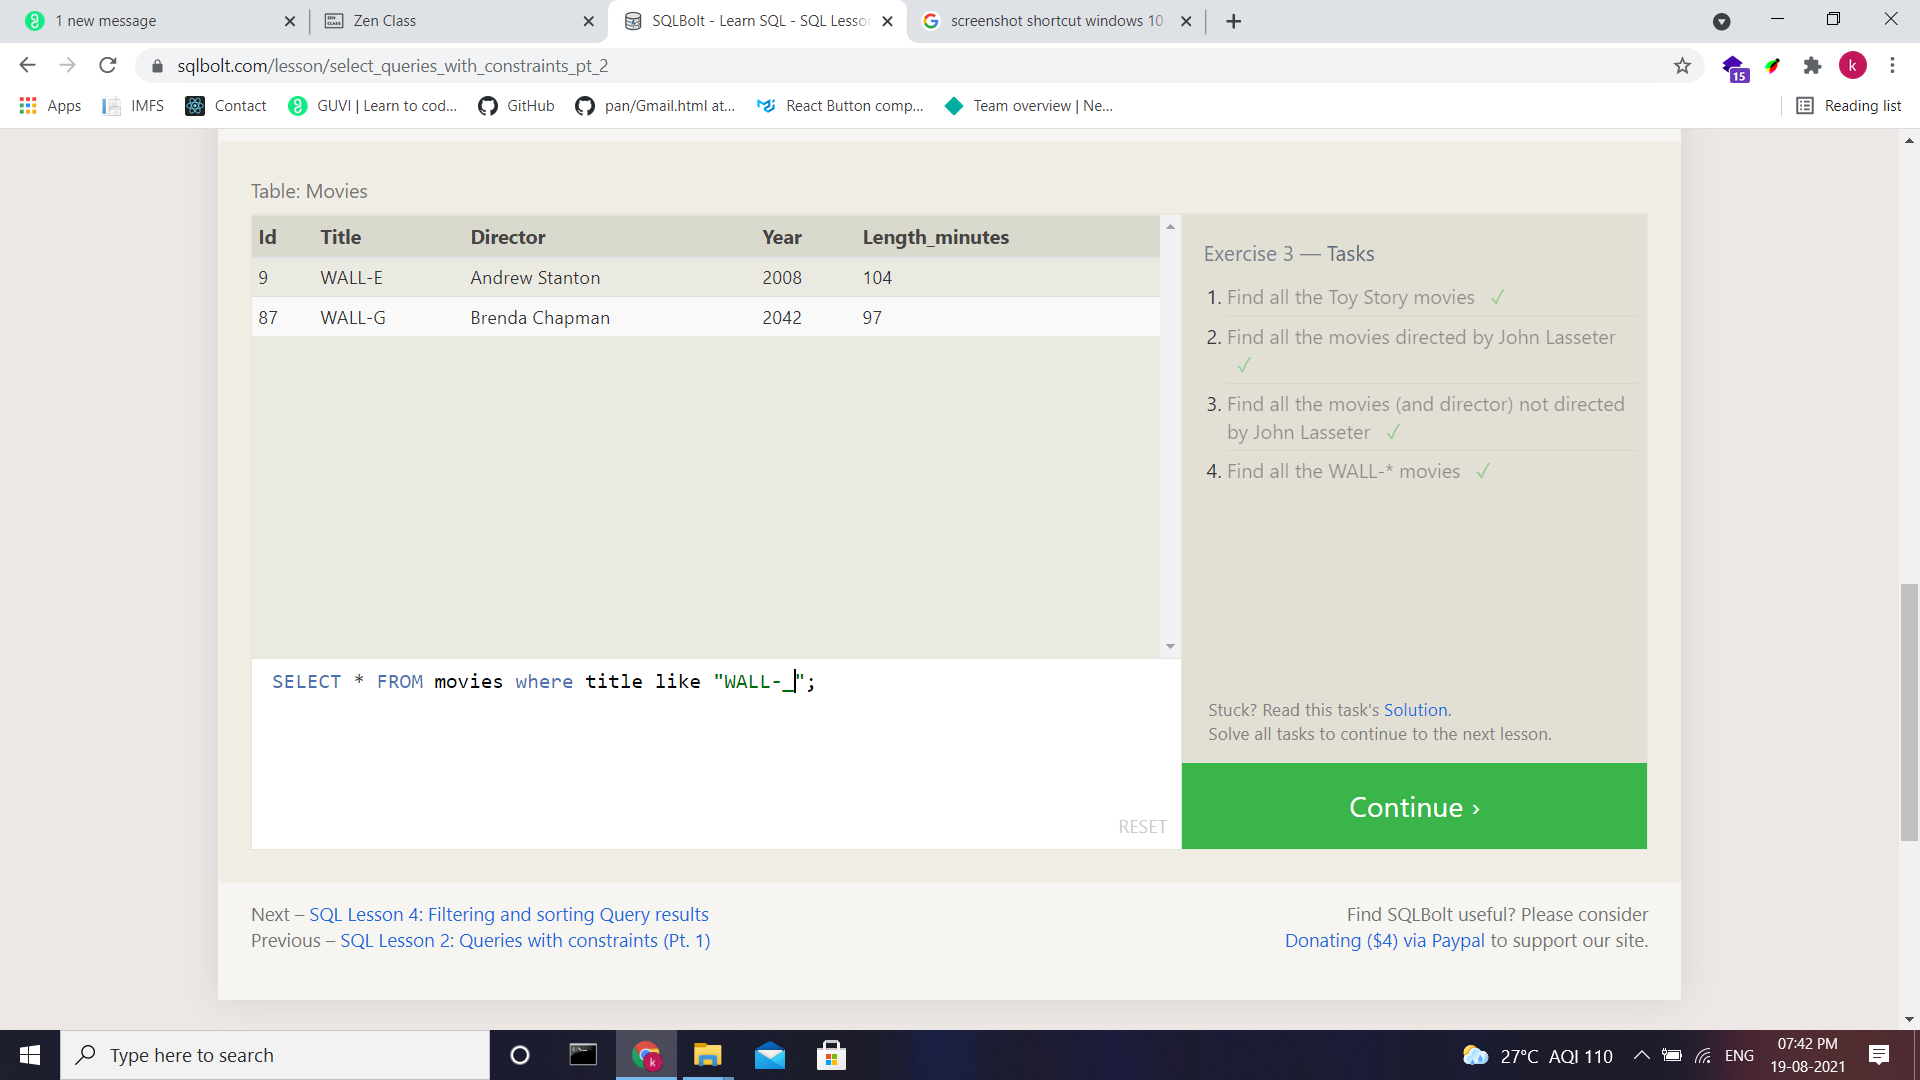 1 new message
Zen Class
SQLBolt - Learn SQL - SQL Lesso
screenshot shortcut windows 10
sqlbolt.com/lesson/select_queries_with_constraints_pt_2
15
k
Apps
IMFS
Contact
GUVI | Learn to cod...
GitHub
pan/Gmail.html at...
React Button comp...
Team overview | Ne...
Reading list
Table: Movies
Id Title Director Year Length_minutes
9 WALL-E Andrew Stanton 2008 104
87 WALL-G Brenda Chapman 2042 97
Exercise 3 — Tasks
1. Find all the Toy Story movies ✓
2. Find all the movies directed by John Lasseter
✓
3. Find all the movies (and director) not directed
by John Lasseter ✓
4. Find all the WALL-* movies ✓
SELECT * FROM movies where title like "WALL-_";
RESET
Stuck? Read this task's Solution.
Solve all tasks to continue to the next lesson.
Continue ›
Next – SQL Lesson 4: Filtering and sorting Query results
Previous – SQL Lesson 2: Queries with constraints (Pt. 1)
Find SQLBolt useful? Please consider
Donating ($4) via Paypal to support our site.
Type here to search
k
27°C AQI 110
ENG
07:42 PM
19-08-2021